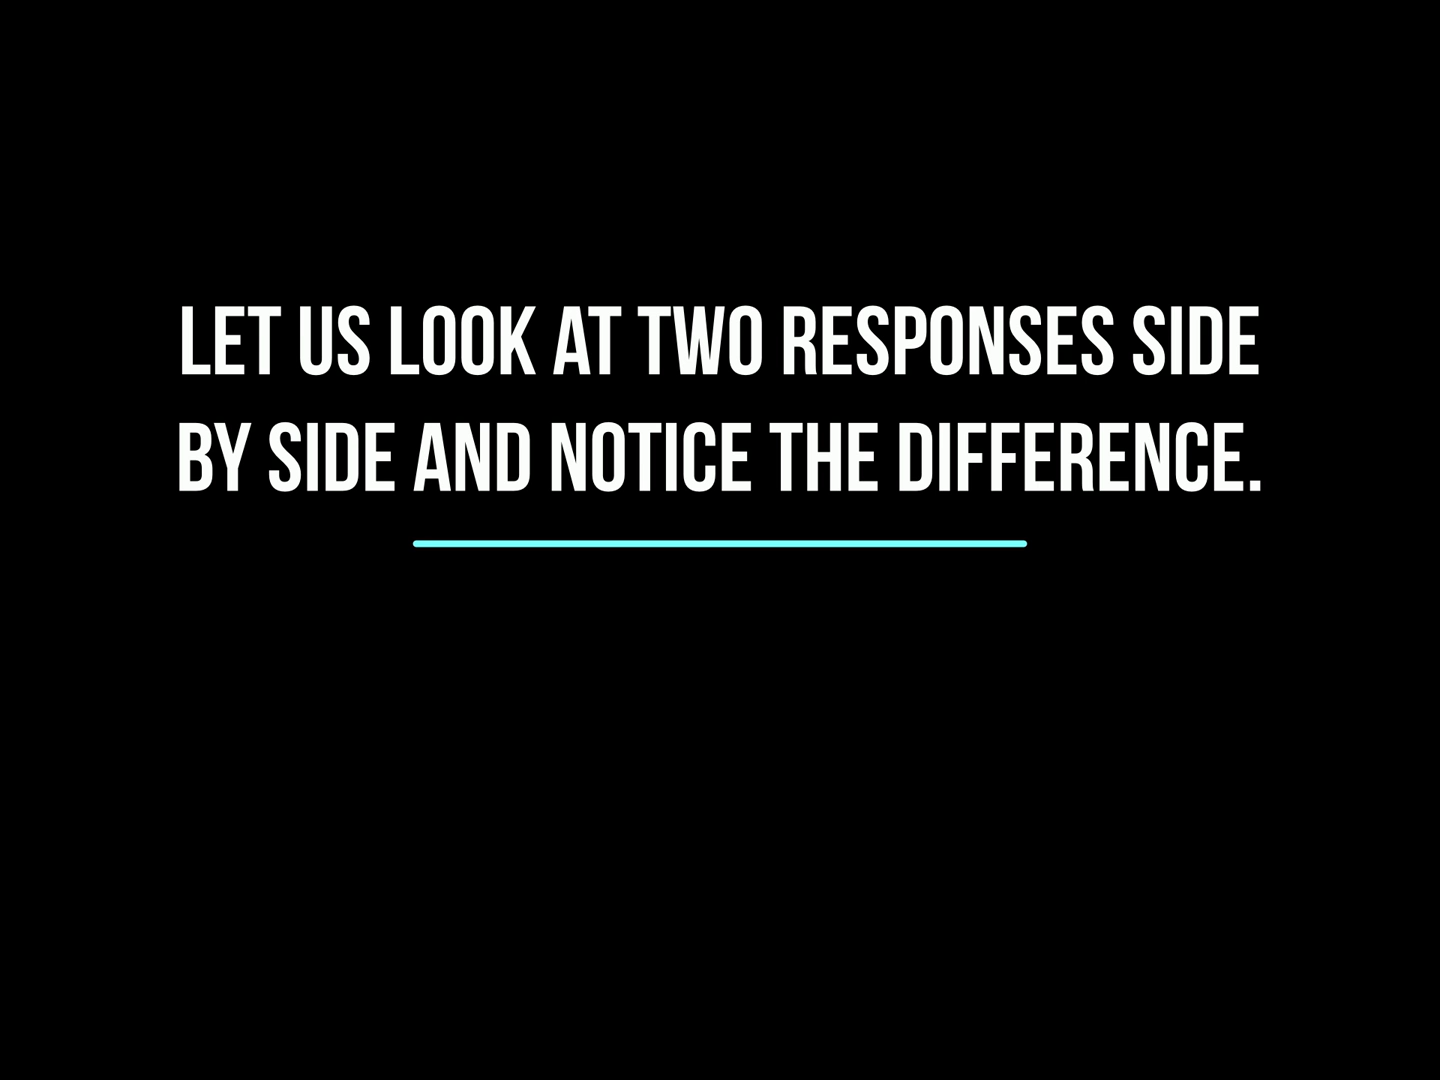 LET US LOOK AT TWO RESPONSES SIDE
BY SIDE AND NOTICE THE DIFFERENCE.